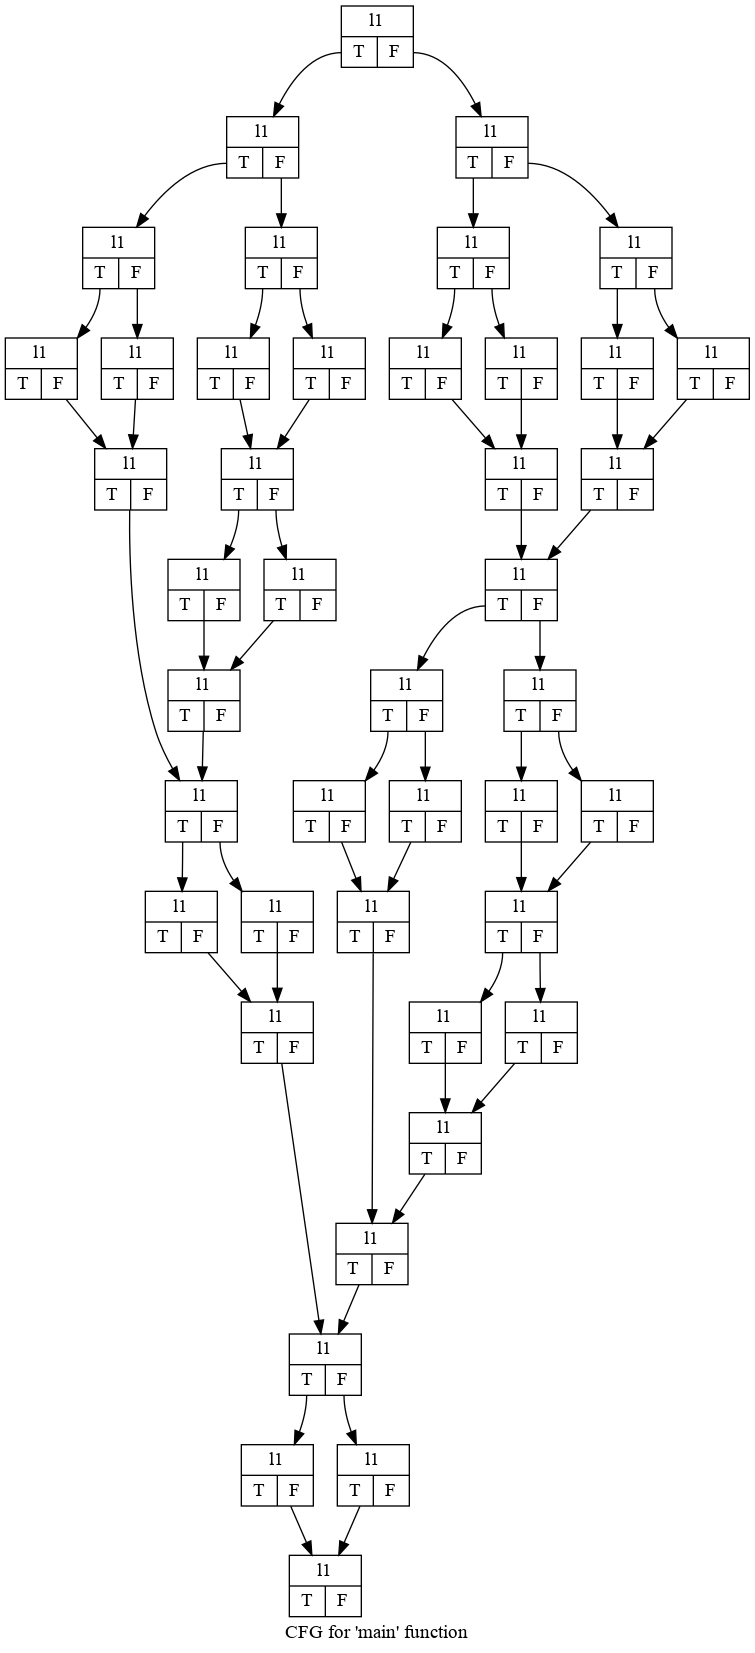 l1
T F
l1 l1
T F T F
l1 l1 l1 l1
T F T F T F T F
l1 l1 l1 l1 l1 l1 l1 l1
T F T F T F T F T F T F T F T F
l1 l1 l1 l1
T F T F T F T F
l1 l1 l1
T F T F T F
l1 l1 l1
T F T F T F
l1 l1 l1 l1 l1
T F T F T F T F T F
l1 l1 l1 l1
T F T F T F T F
l1 l1 l1
T F T F T F
l1
T F
l1
T F
l1
T F
l1 l1
T F T F
l1
T F
CFG for 'main' function